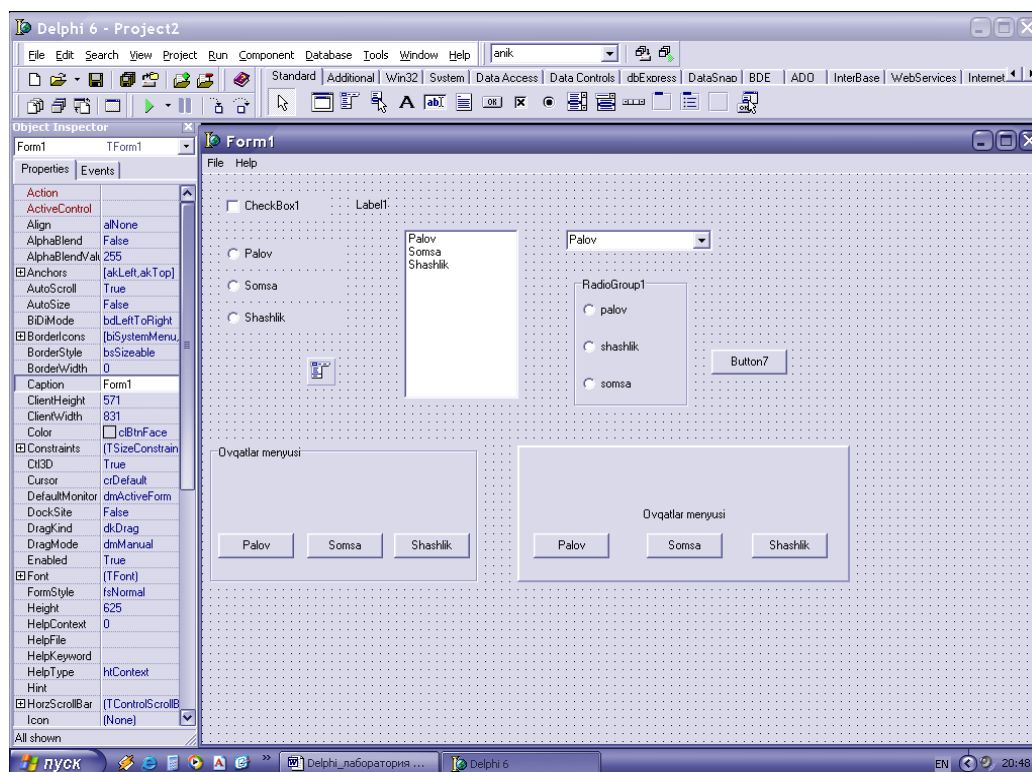 Delphi 6 - Project2
File Edit Search View Project Run Component Database Tools Window Help anik
Standard Additional Win32 System Data Access Data Controls dbExpress DataSnap BDE ADO InterBase WebServices Internet
Object Inspector
Form1 TForm1
Properties Events
Action
ActiveControl
Align alNone
AlphaBlend False
AlphaBlendVal 255
Anchors [akLeft,akTop]
AutoScroll True
AutoSize False
BiDiMode bdLeftToRight
BorderIcons [biSystemMenu,
BorderStyle bsSizeable
BorderWidth 0
Caption Form1
ClientHeight 571
ClientWidth 831
Color clBtnFace
Constraints (TSizeConstrain
Ctl3D True
Cursor crDefault
DefaultMonitor dmActiveForm
DockSite False
DragKind dkDrag
DragMode dmManual
Enabled True
Font (TFont)
FormStyle fsNormal
Height 625
HelpContext 0
HelpFile
HelpKeyword
HelpType htContext
Hint
HorzScrollBar (TControlScrollB
Icon (None)
All shown
Form1
File Help
CheckBox1 Label1
Palov
Somsa
Shashlik
Palov
Somsa
Shashlik
Palov
RadioGroup1
palov
shashlik
somsa
Button7
Ovqatlar menyusi
Palov Somsa Shashlik
Ovqatlar menyusi
Palov Somsa Shashlik
пуск Delphi_лаборатория ... Delphi 6 EN 20:48